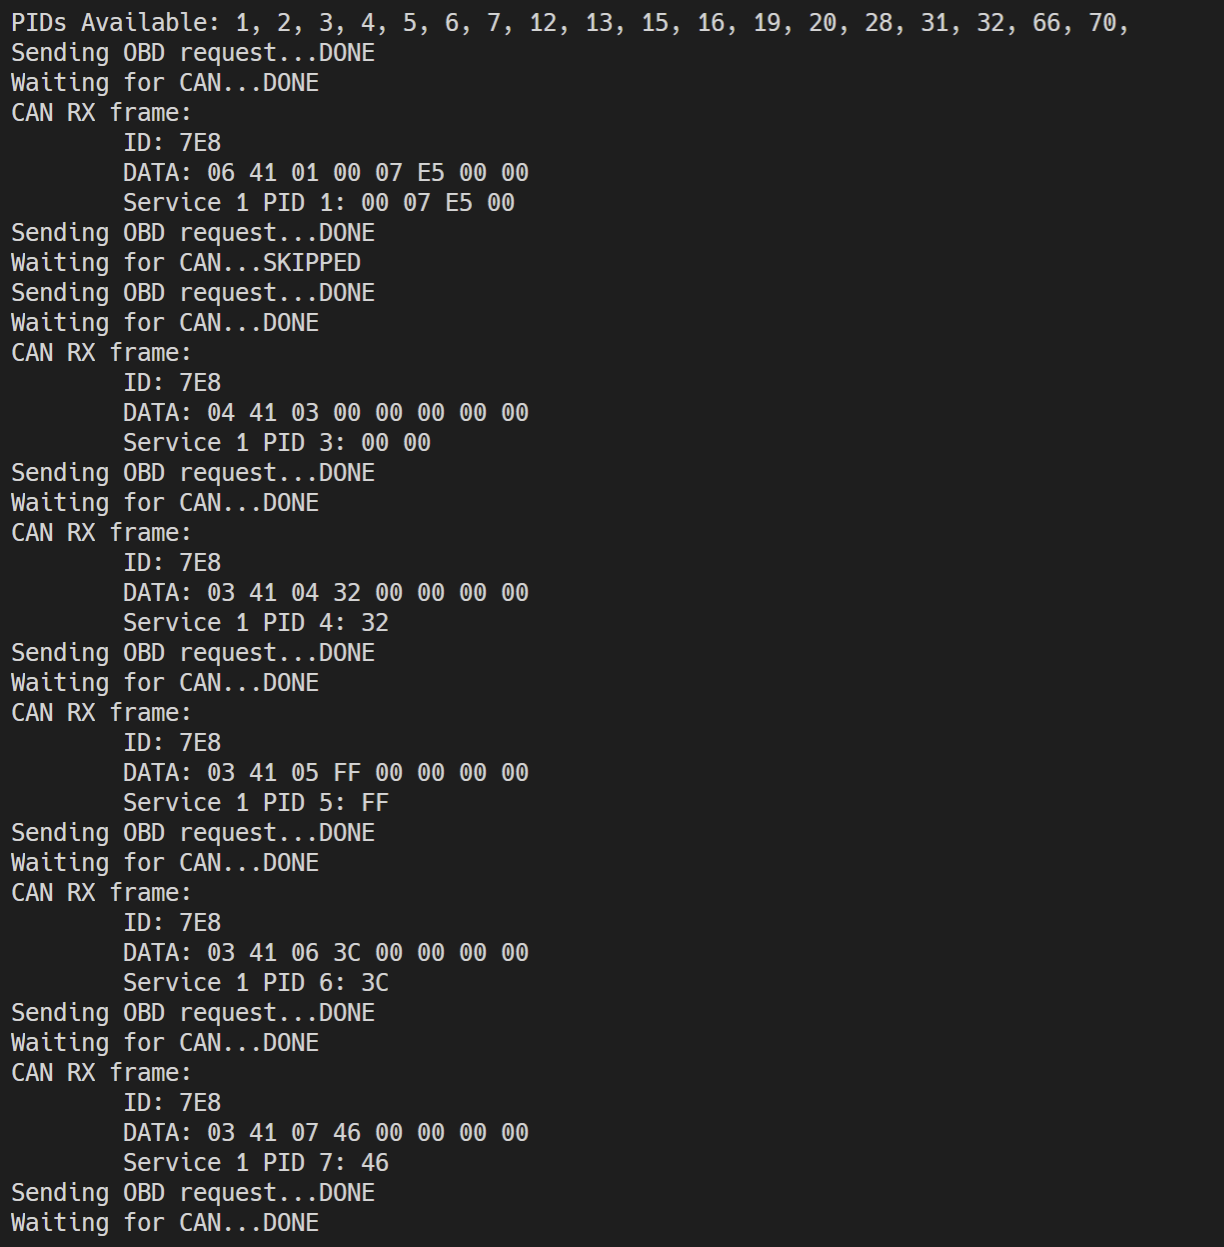 PIDs Available: 1, 2, 3, 4, 5, 6, 7, 12, 13, 15, 16, 19, 20, 28, 31, 32, 66, 70,
Sending OBD request...DONE
Waiting for CAN...DONE
CAN RX frame:
ID: 7E8
DATA: 06 41 01 00 07 E5 00 00
Service 1 PID 1: 00 07 E5 00
Sending OBD request...DONE
Waiting for CAN...SKIPPED
Sending OBD request...DONE
Waiting for CAN...DONE
CAN RX frame:
ID: 7E8
DATA: 04 41 03 00 00 00 00 00
Service 1 PID 3: 00 00
Sending OBD request...DONE
Waiting for CAN...DONE
CAN RX frame:
ID: 7E8
DATA: 03 41 04 32 00 00 00 00
Service 1 PID 4: 32
Sending OBD request...DONE
Waiting for CAN...DONE
CAN RX frame:
ID: 7E8
DATA: 03 41 05 FF 00 00 00 00
Service 1 PID 5: FF
Sending OBD request...DONE
Waiting for CAN...DONE
CAN RX frame:
ID: 7E8
DATA: 03 41 06 3C 00 00 00 00
Service 1 PID 6: 3C
Sending OBD request...DONE
Waiting for CAN...DONE
CAN RX frame:
ID: 7E8
DATA: 03 41 07 46 00 00 00 00
Service 1 PID 7: 46
Sending OBD request...DONE
Waiting for CAN...DONE